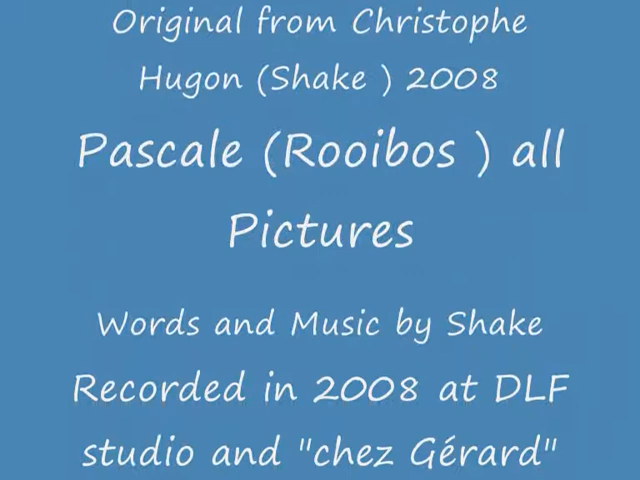 Original from Christophe
Hugon (Shake ) 2008
Pascale (Rooibos ) all
Pictures
Words and Music by Shake
Recorded in 2008 at DLF
studio and "chez Gérard"